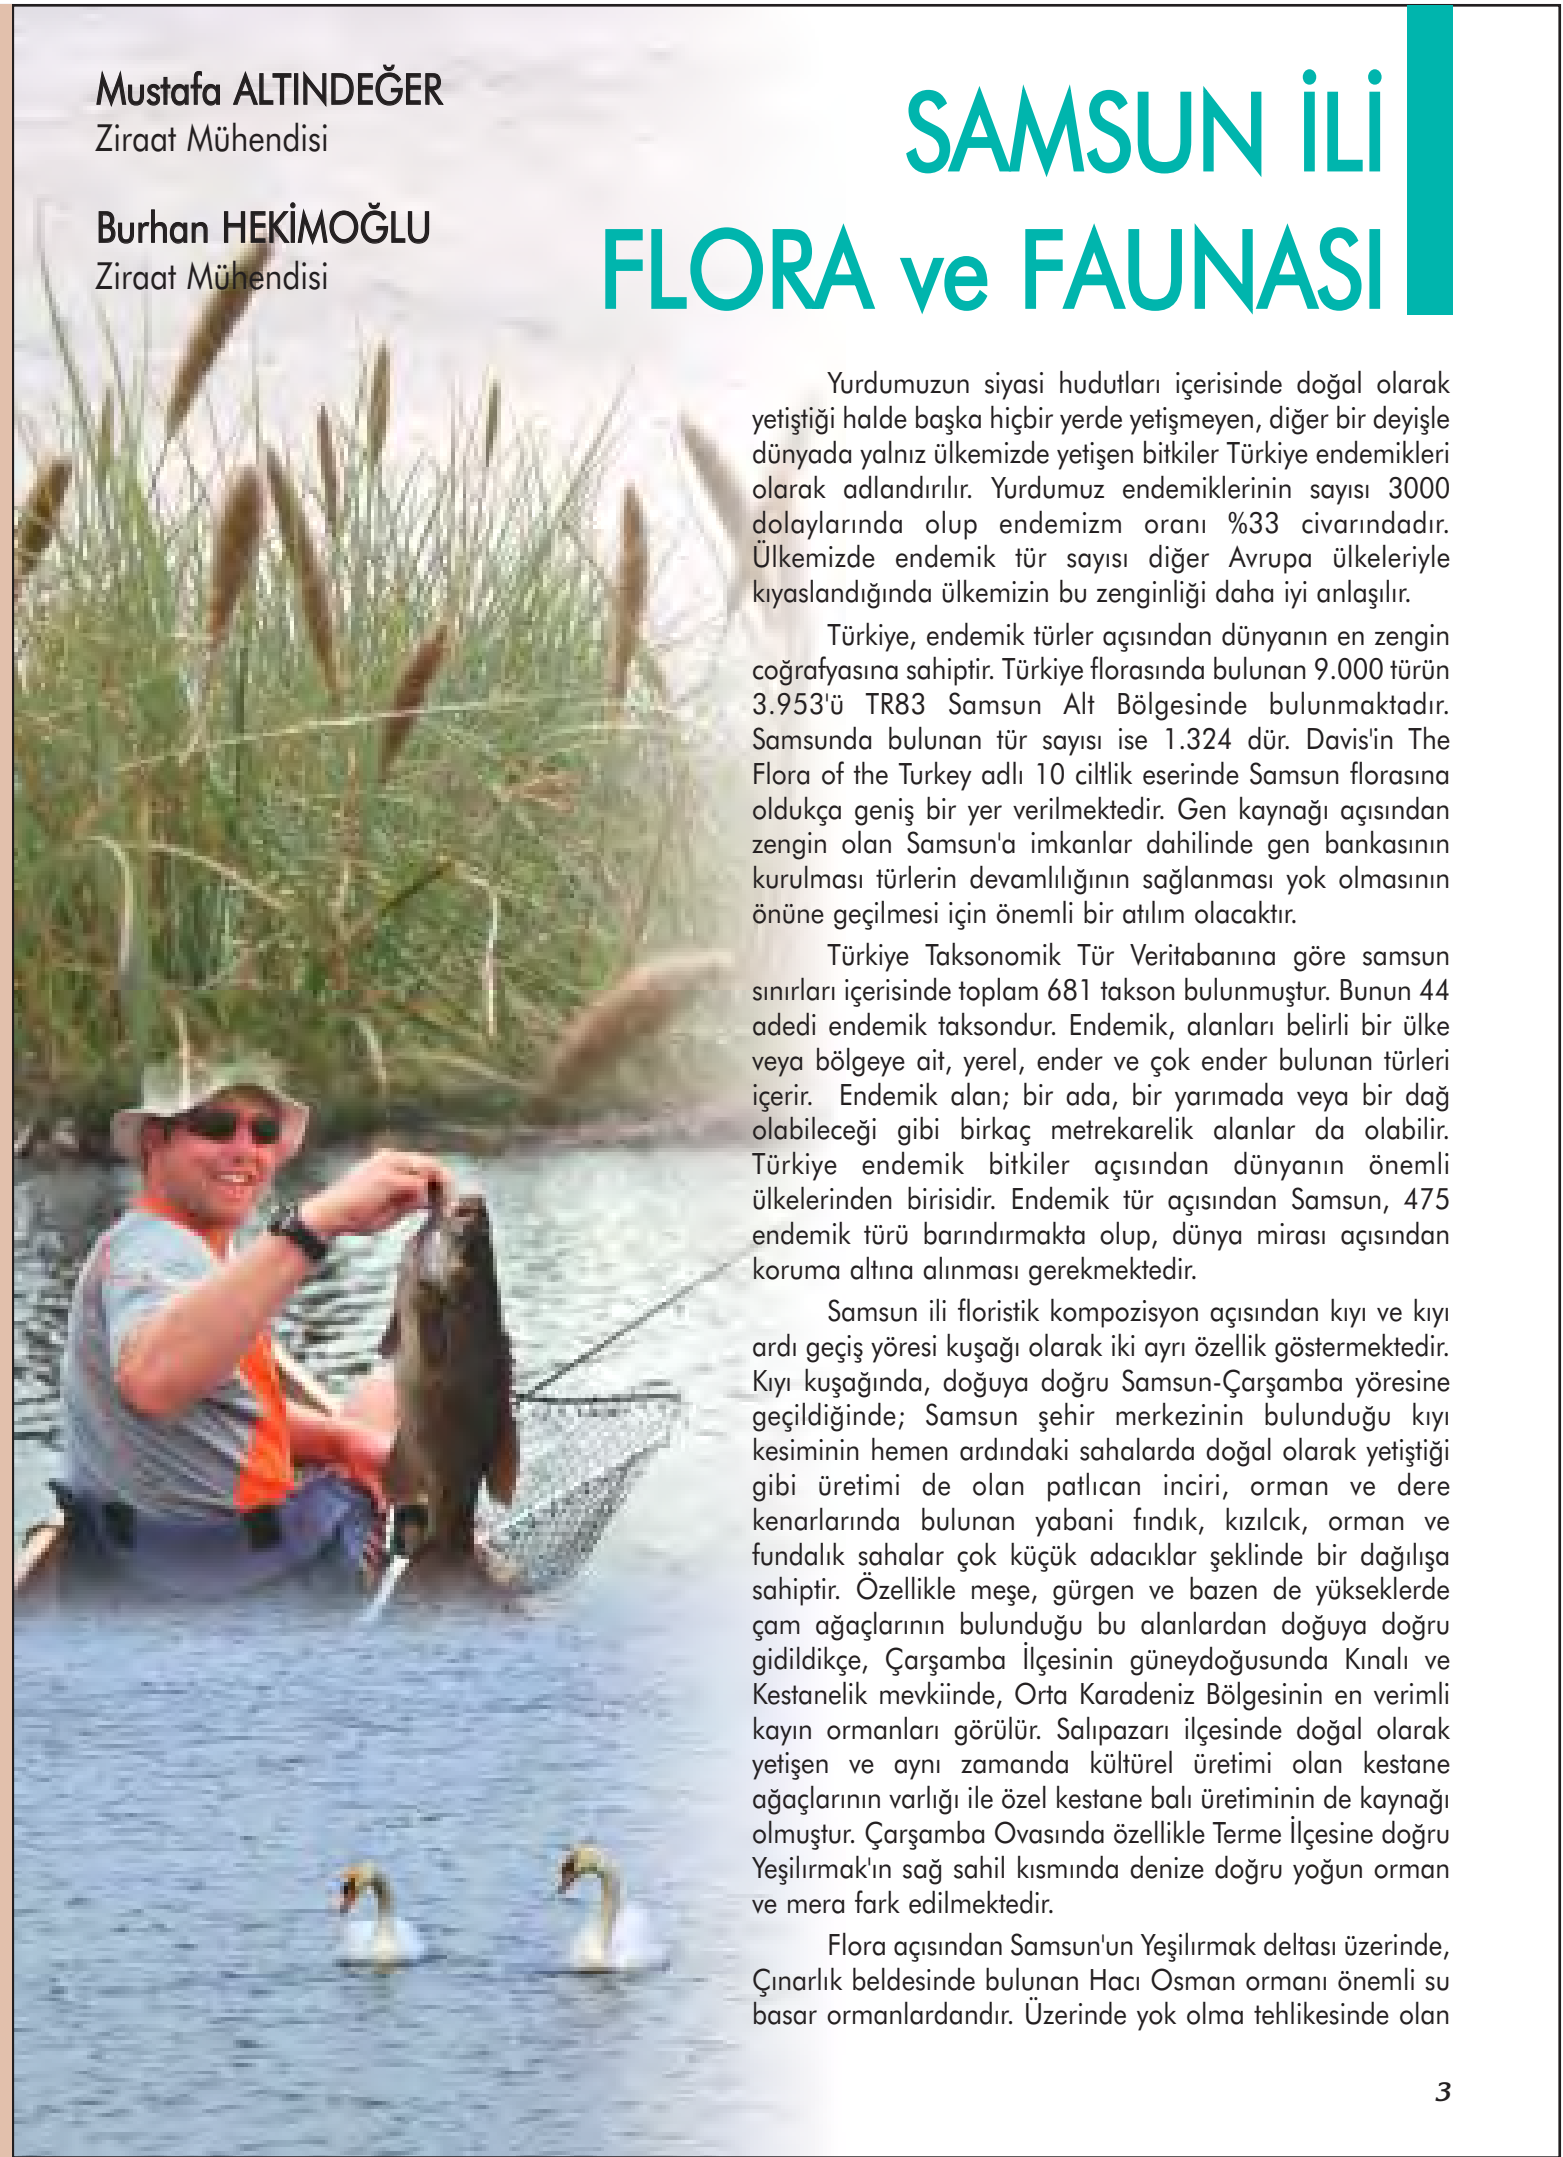 Mustafa ALTINDEĞER
Ziraat Mühendisi
Burhan HEKİMOĞLU
Ziraat Mühendisi
SAMSUN İLİ
FLORA ve FAUNASI
Yurdumuzun siyasi hudutları içerisinde doğal olarak
yetiştiği halde başka hiçbir yerde yetişmeyen, diğer bir deyişle
dünyada yalnız ülkemizde yetişen bitkiler Türkiye endemikleri
olarak adlandırılır. Yurdumuz endemiklerinin sayısı 3000
dolaylarında olup endemizm oranı %33 civarındadır.
Ülkemizde endemik tür sayısı diğer Avrupa ülkeleriyle
kıyaslandığında ülkemizin bu zenginliği daha iyi anlaşılır.
Türkiye, endemik türler açısından dünyanın en zengin
coğrafyasına sahiptir. Türkiye florasında bulunan 9.000 türün
3.953'ü TR83 Samsun Alt Bölgesinde bulunmaktadır.
Samsunda bulunan tür sayısı ise 1.324 dür. Davis'in The
Flora of the Turkey adlı 10 ciltlik eserinde Samsun florasına
oldukça geniş bir yer verilmektedir. Gen kaynağı açısından
zengin olan Samsun'a imkanlar dahilinde gen bankasının
kurulması türlerin devamlılığının sağlanması yok olmasının
önüne geçilmesi için önemli bir atılım olacaktır.
Türkiye Taksonomik Tür Veritabanına göre samsun
sınırları içerisinde toplam 681 takson bulunmuştur. Bunun 44
adedi endemik taksondur. Endemik, alanları belirli bir ülke
veya bölgeye ait, yerel, ender ve çok ender bulunan türleri
içerir. Endemik alan; bir ada, bir yarımada veya bir dağ
olabileceği gibi birkaç metrekarelik alanlar da olabilir.
Türkiye endemik bitkiler açısından dünyanın önemli
ülkelerinden birisidir. Endemik tür açısından Samsun, 475
endemik türü barındırmakta olup, dünya mirası açısından
koruma altına alınması gerekmektedir.
Samsun ili floristik kompozisyon açısından kıyı ve kıyı
ardı geçiş yöresi kuşağı olarak iki ayrı özellik göstermektedir.
Kıyı kuşağında, doğuya doğru Samsun-Çarşamba yöresine
geçildiğinde; Samsun şehir merkezinin bulunduğu kıyı
kesiminin hemen ardındaki sahalarda doğal olarak yetiştiği
gibi üretimi de olan patlıcan inciri, orman ve dere
kenarlarında bulunan yabani fındık, kızılcık, orman ve
fundalık sahalar çok küçük adacıklar şeklinde bir dağılışa
sahiptir. Özellikle meşe, gürgen ve bazen de yükseklerde
çam ağaçlarının bulunduğu bu alanlardan doğuya doğru
gidildikçe, Çarşamba İlçesinin güneydoğusunda Kınalı ve
Kestanelik mevkiinde, Orta Karadeniz Bölgesinin en verimli
kayın ormanları görülür. Salıpazarı ilçesinde doğal olarak
yetişen ve aynı zamanda kültürel üretimi olan kestane
ağaçlarının varlığı ile özel kestane balı üretiminin de kaynağı
olmuştur. Çarşamba Ovasında özellikle Terme İlçesine doğru
Yeşilırmak'ın sağ sahil kısmında denize doğru yoğun orman
ve mera fark edilmektedir.
Flora açısından Samsun'un Yeşilırmak deltası üzerinde,
Çınarlık beldesinde bulunan Hacı Osman ormanı önemli su
basar ormanlardandır. Üzerinde yok olma tehlikesinde olan
3